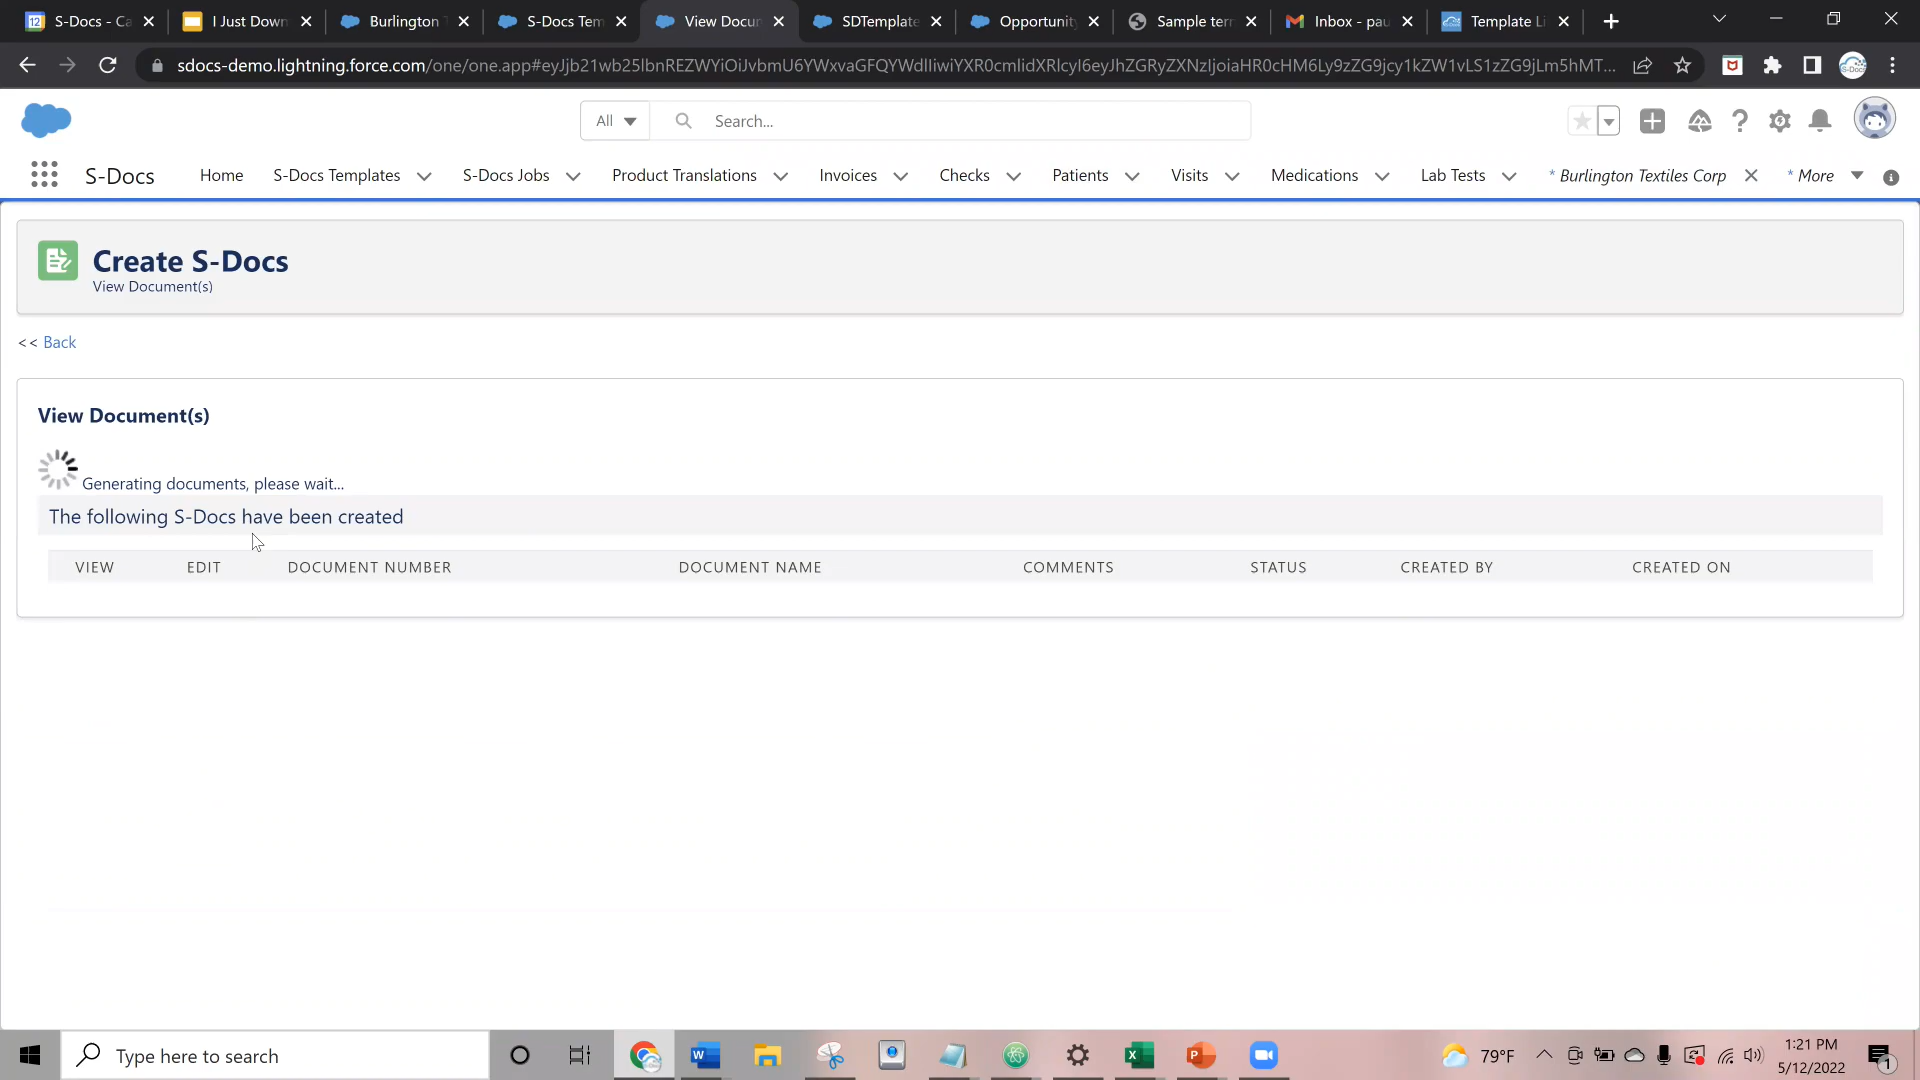 S-Docs - Ca
I Just Down
Burlington T
S-Docs Tem
View Docum
SDTemplate
Opportunity
Sample ter
Inbox - pau
Template Li
sdocs-demo.lightning.force.com/one/one.app#
All
Search...
S-Docs
Home
S-Docs Templates
S-Docs Jobs
Product Translations
Invoices
Checks
Patients
Visits
Medications
Lab Tests
* Burlington Textiles Corp
* More
Create S-Docs
View Document(s)
<< Back
View Document(s)
Generating documents, please wait...
The following S-Docs have been created
VIEW
EDIT
DOCUMENT NUMBER
DOCUMENT NAME
COMMENTS
STATUS
CREATED BY
CREATED ON
Type here to search
79°F
1:21 PM
5/12/2022
1